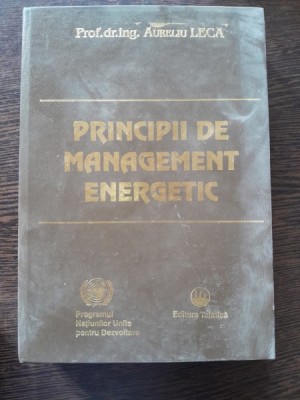 Prof.dr.ing. AURELIU LECA
PRINCIPII DE
MANAGEMENT
ENERGETIC
Programul
Națiunilor Unite
pentru Dezvoltare
Editura Tehnică